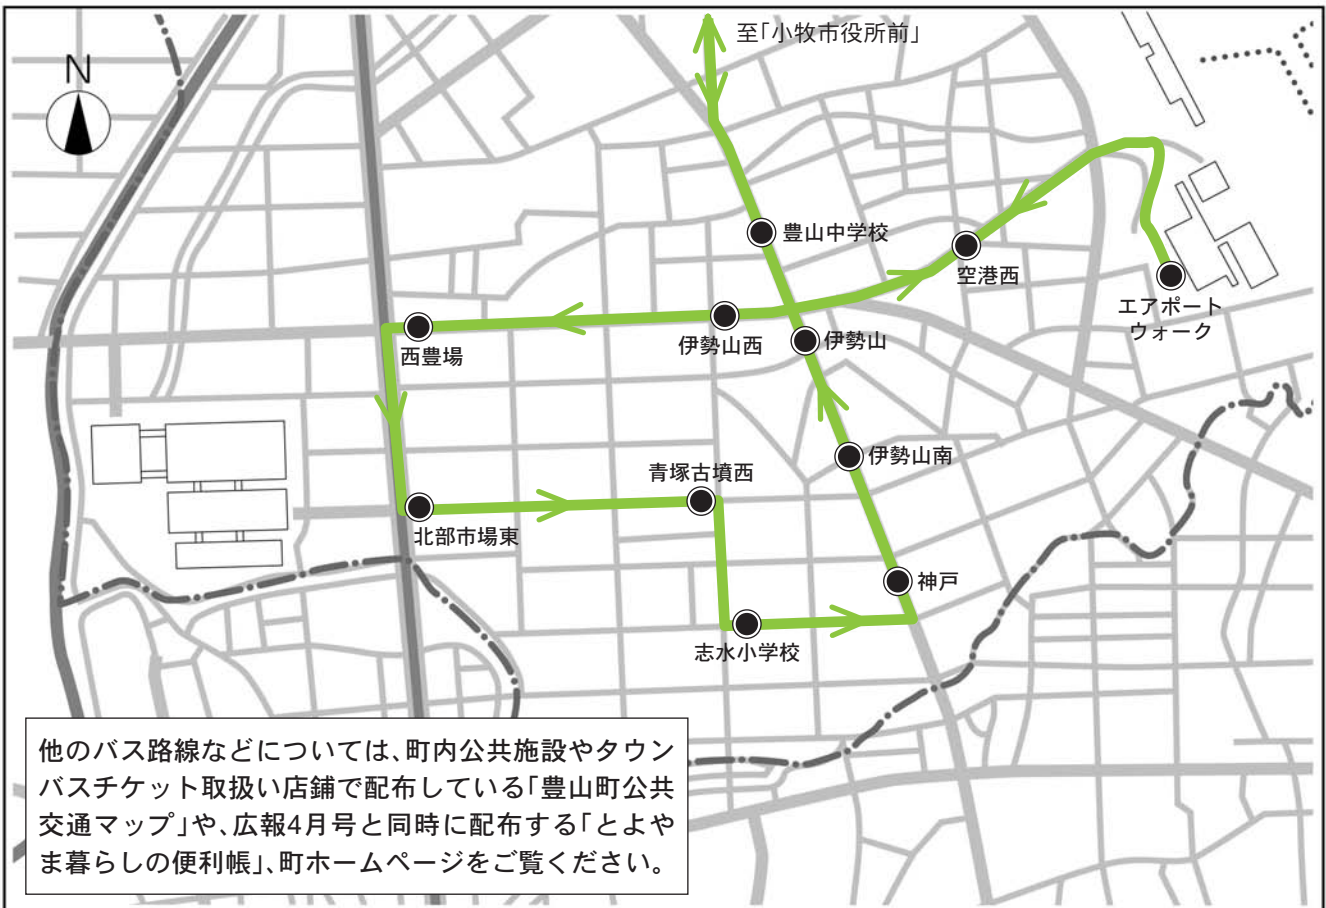 至「小牧市役所前」
N
豊山中学校
空港西
エアポート
ウォーク
伊勢山西
伊勢山
西豊場
伊勢山南
青塚古墳西
北部市場東
神戸
志水小学校
他のバス路線などについては、町内公共施設やタウン
バスチケット取扱い店舗で配布している「豊山町公共
交通マップ」や、広報4月号と同時に配布する「とよや
ま暮らしの便利帳」、町ホームページをご覧ください。